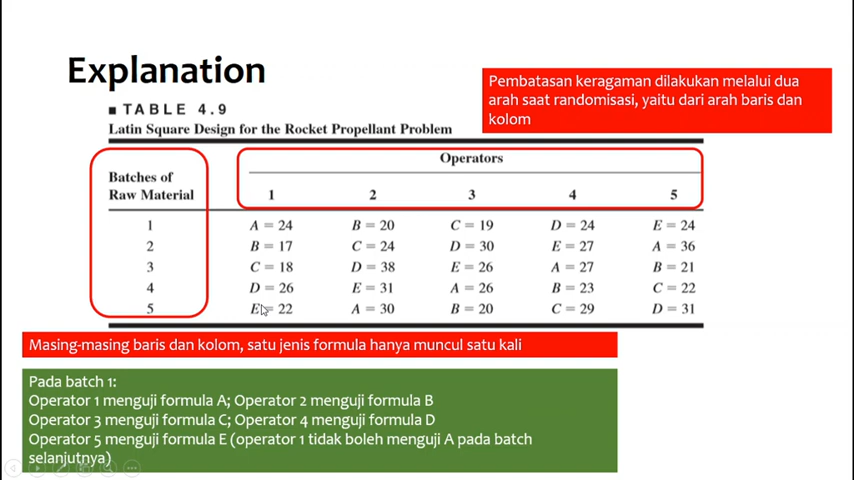 Explanation
Pembatasan keragaman dilakukan melalui dua
arah saat randomisasi, yaitu dari arah baris dan
kolom
■ TABLE 4.9
Latin Square Design for the Rocket Propellant Problem
Batches of
Raw Material
Operators
1 2 3 4 5
1 A = 24 B = 20 C = 19 D = 24 E = 24
2 B = 17 C = 24 D = 30 E = 27 A = 36
3 C = 18 D = 38 E = 26 A = 27 B = 21
4 D = 26 E = 31 A = 26 B = 23 C = 22
5 E = 22 A = 30 B = 20 C = 29 D = 31
Masing-masing baris dan kolom, satu jenis formula hanya muncul satu kali
Pada batch 1:
Operator 1 menguji formula A; Operator 2 menguji formula B
Operator 3 menguji formula C; Operator 4 menguji formula D
Operator 5 menguji formula E (operator 1 tidak boleh menguji A pada batch
selanjutnya)